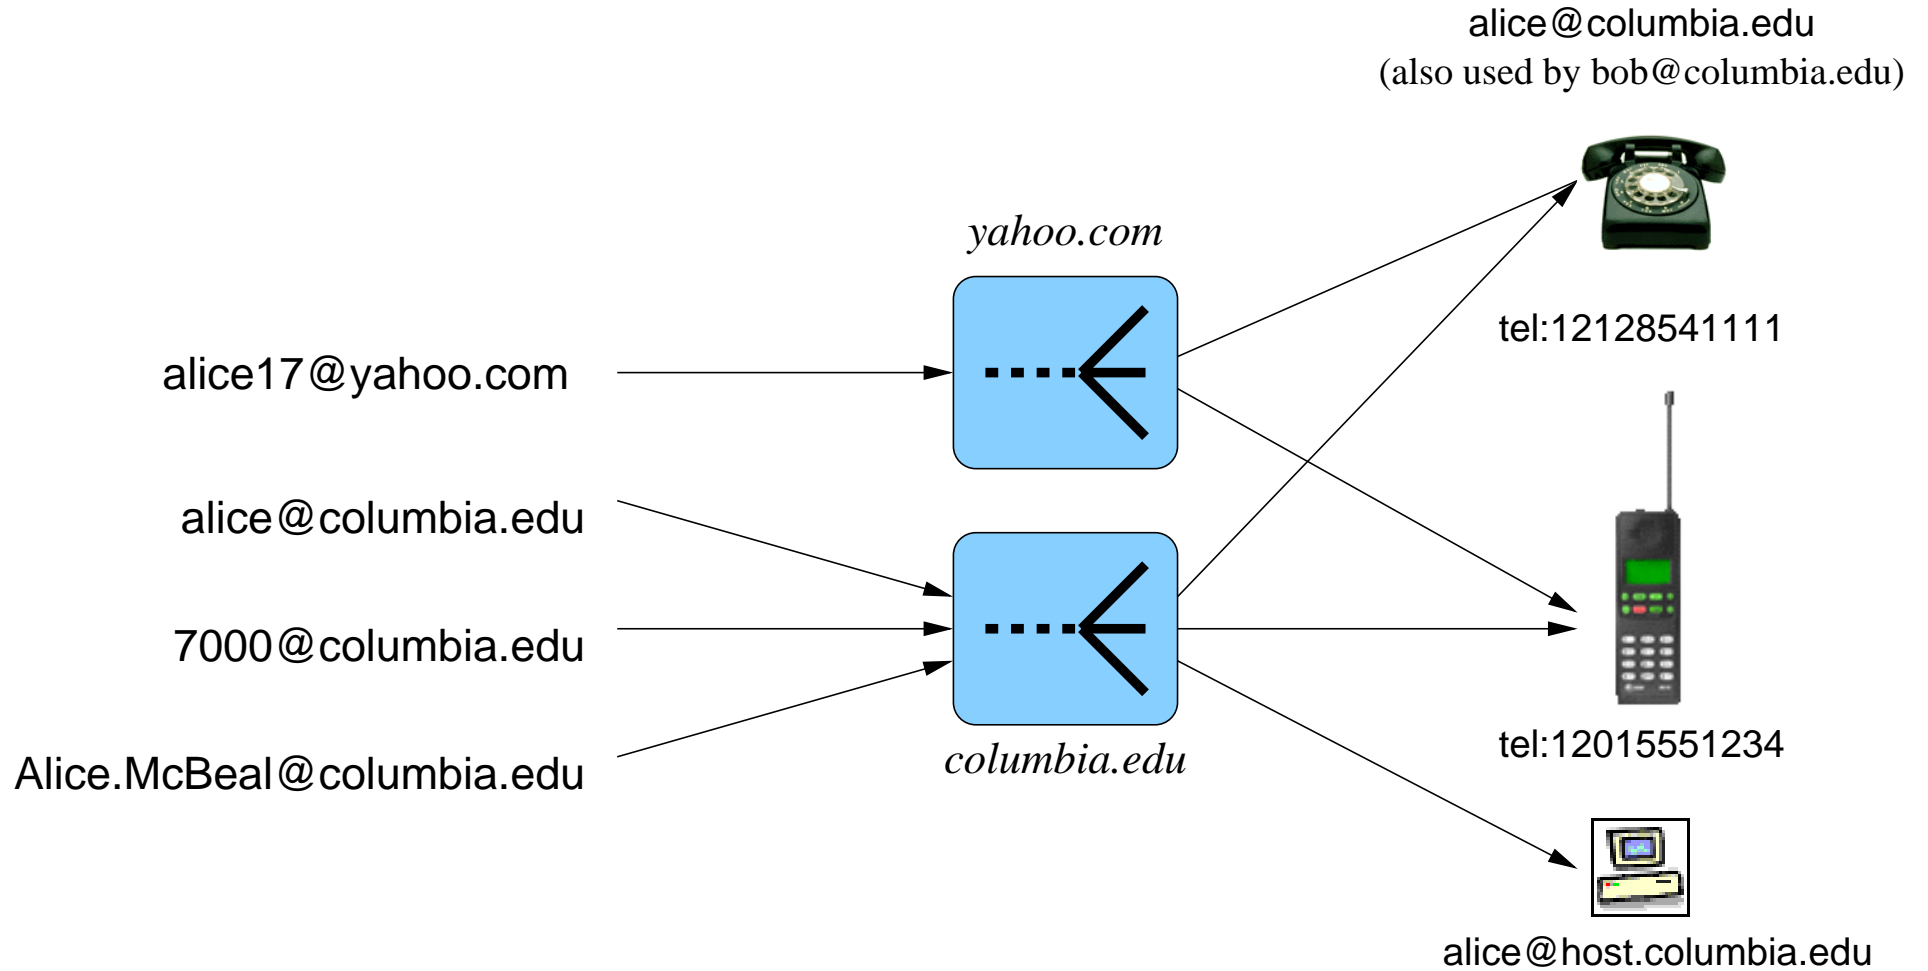 alice@columbia.edu
(also used by bob@columbia.edu)
yahoo.com
tel:12128541111
alice17@yahoo.com
alice@columbia.edu
7000@columbia.edu
Alice.McBeal@columbia.edu
columbia.edu
tel:12015551234
alice@host.columbia.edu